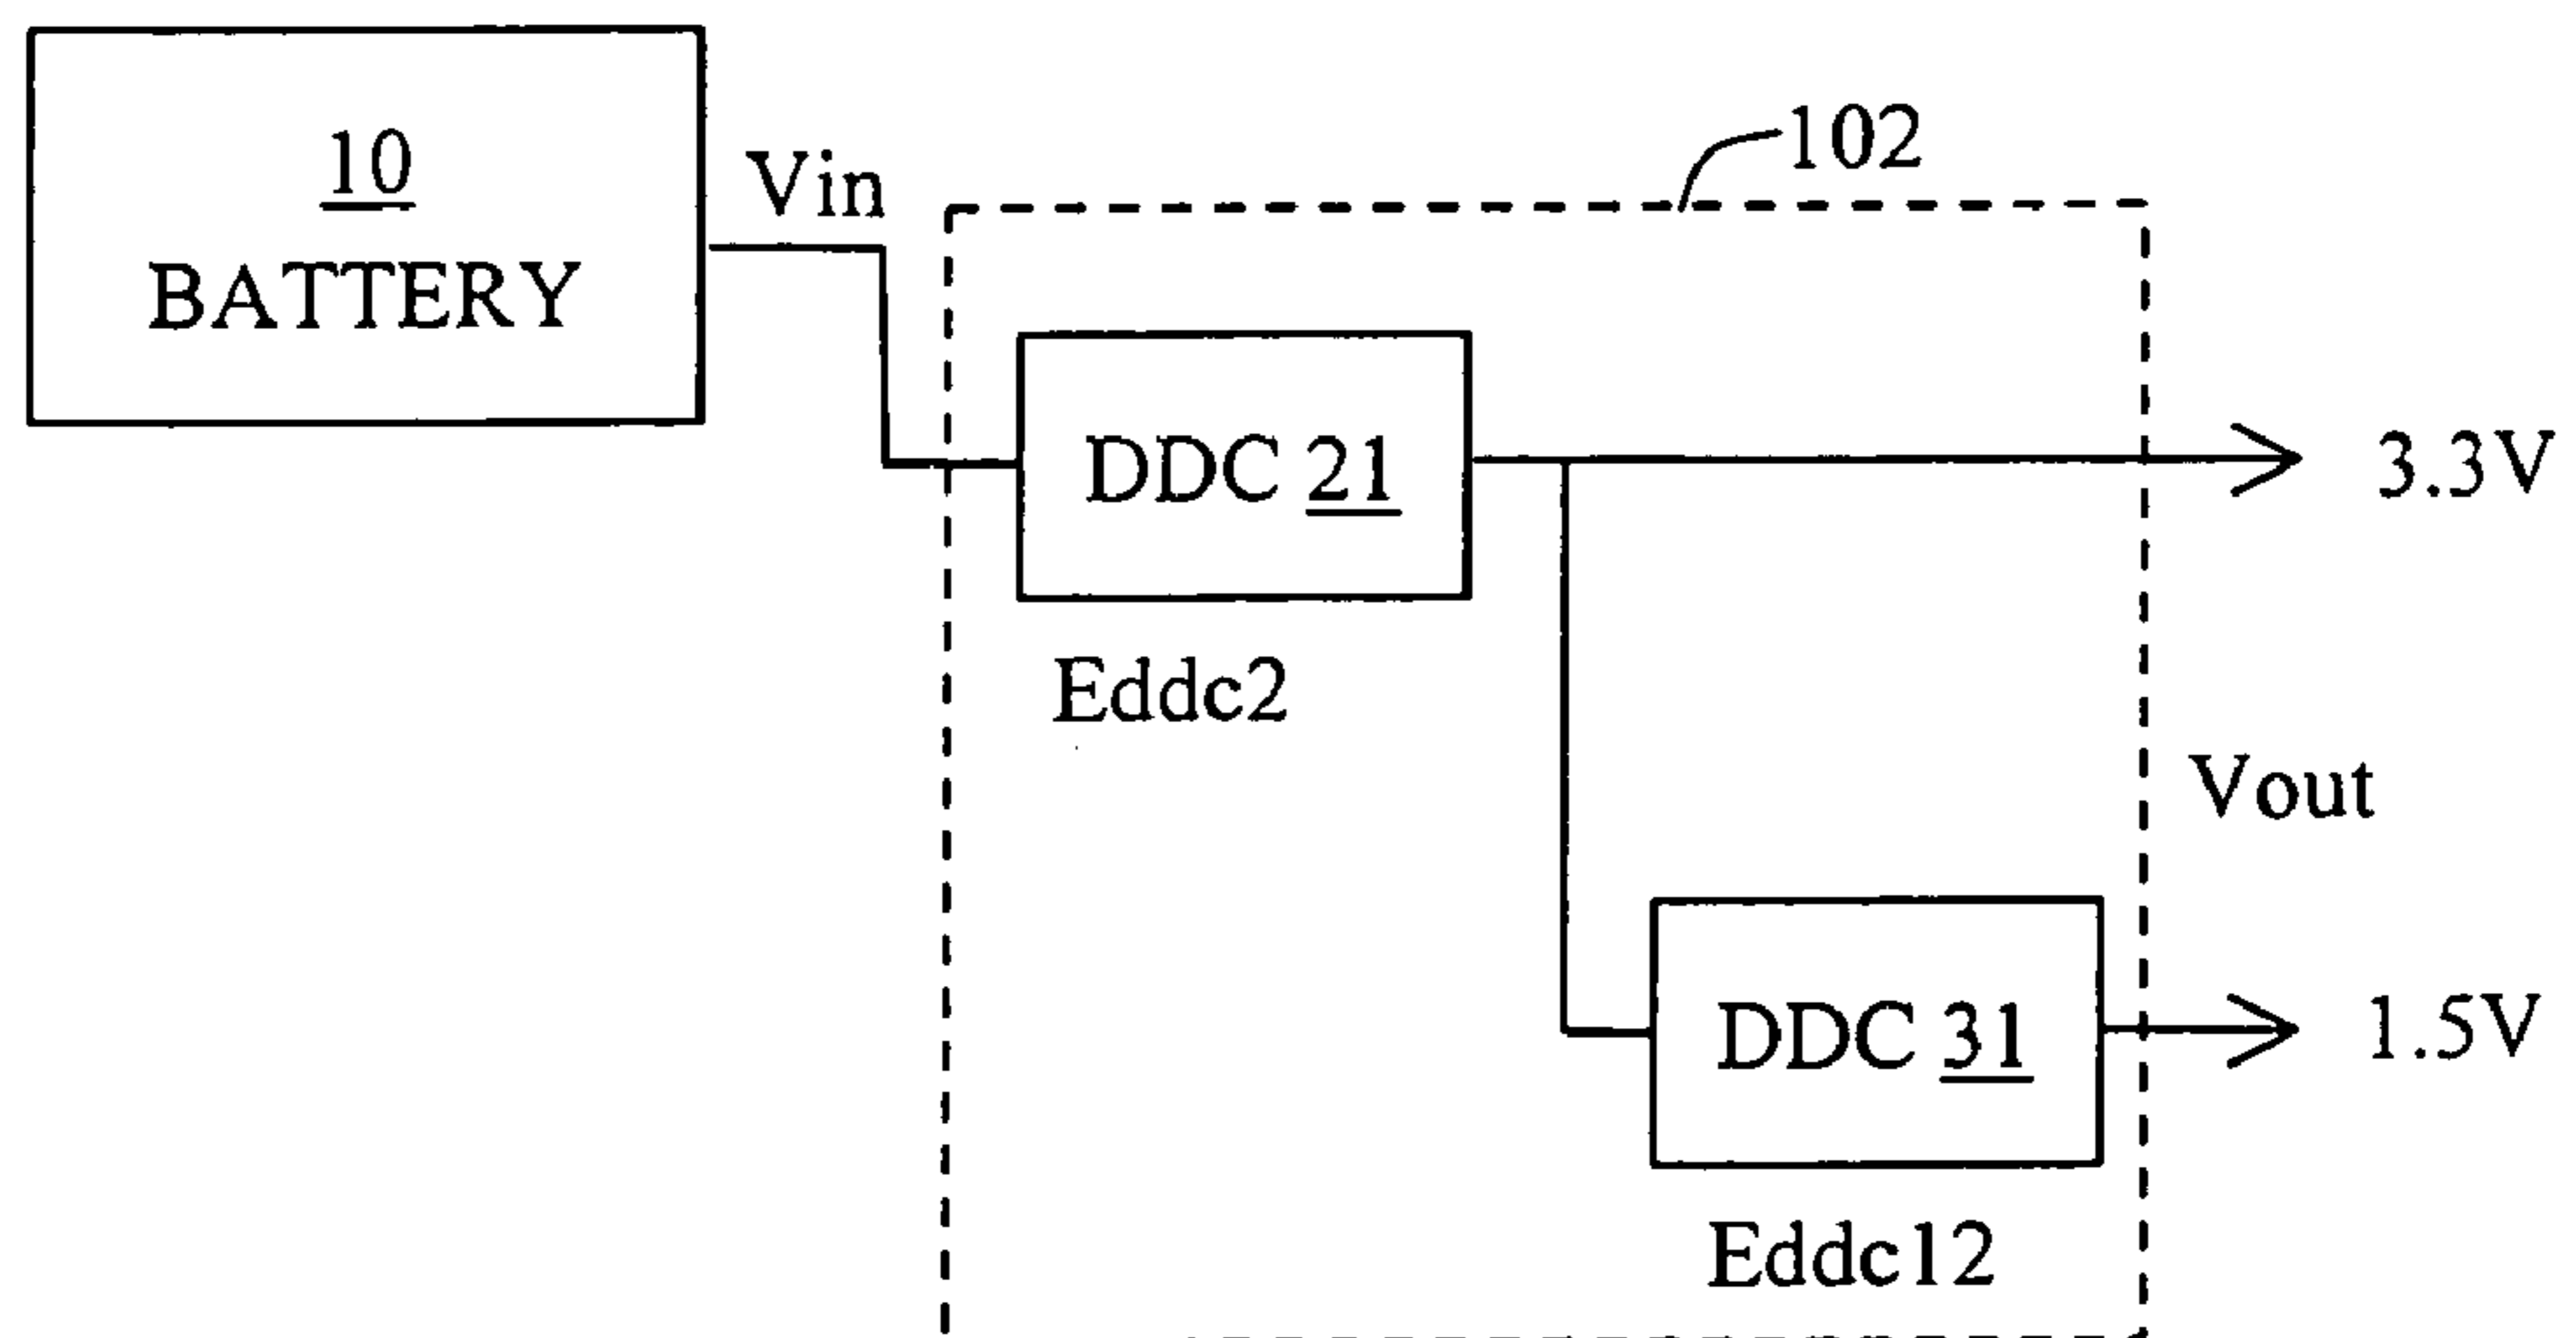 10
BATTERY
Vin
102
DDC 21
3.3V
Eddc2
Vout
DDC 31
1.5V
Eddc12